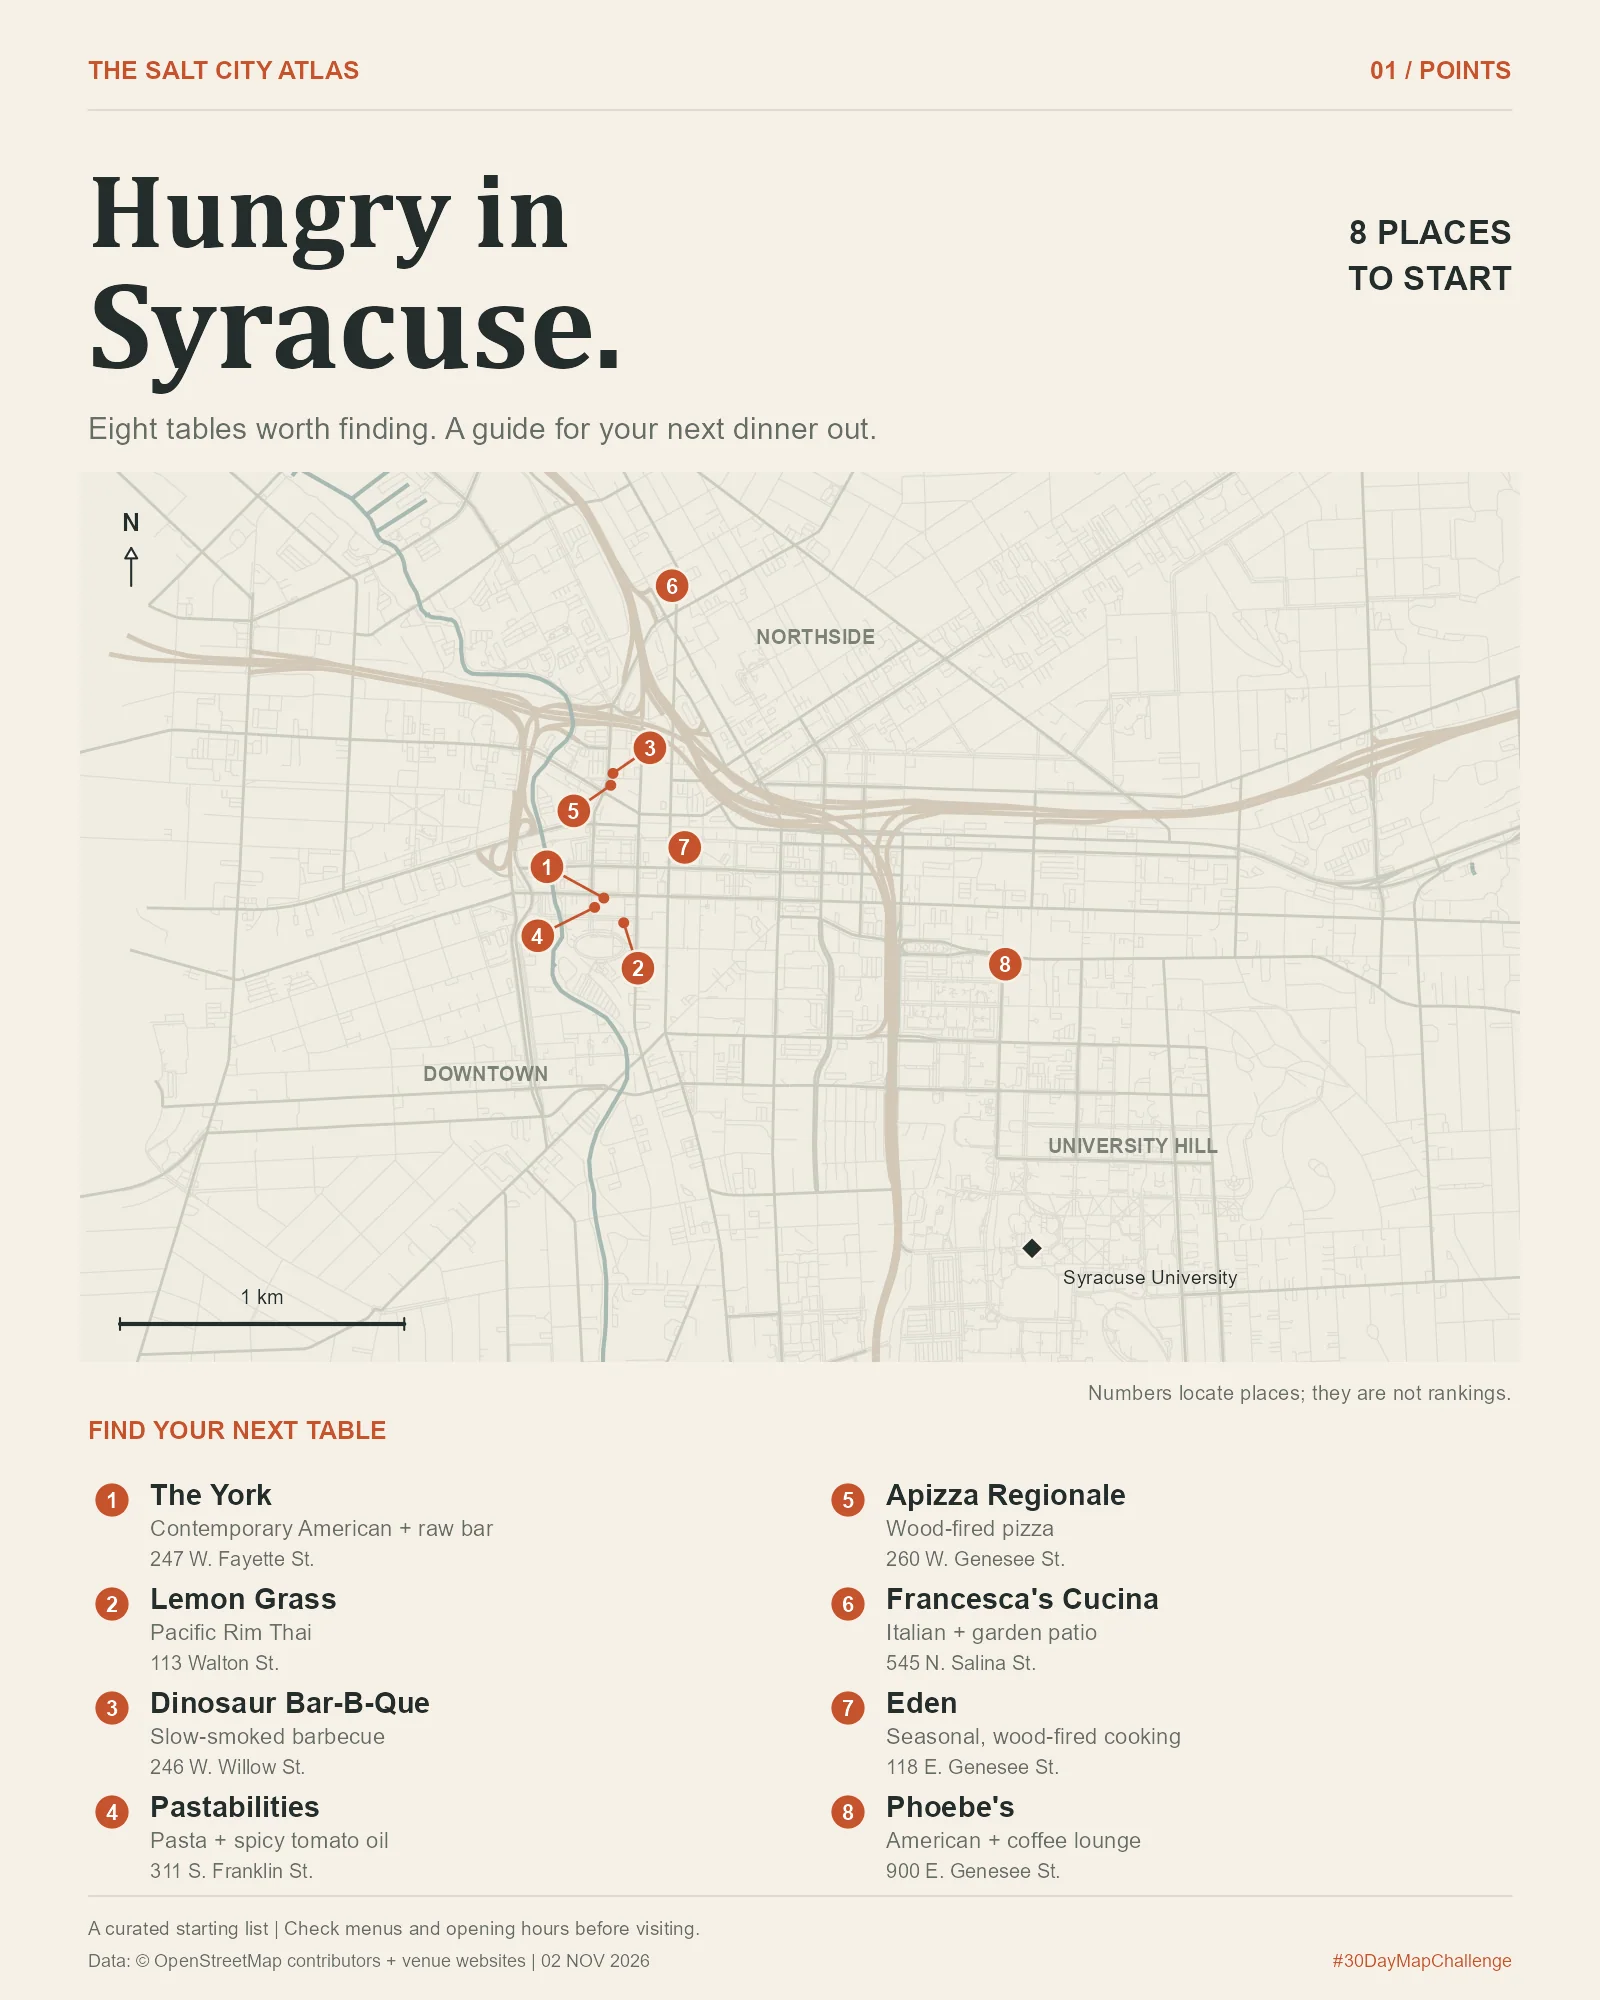 THE SALT CITY ATLAS
01 / POINTS
Hungry in
Syracuse.
8 PLACES
TO START
Eight tables worth finding. A guide for your next dinner out.
N
6
NORTHSIDE
3
5
7
1
4
2
8
DOWNTOWN
UNIVERSITY HILL
Syracuse University
1 km
Numbers locate places; they are not rankings.
FIND YOUR NEXT TABLE
1
The York
Contemporary American + raw bar
247 W. Fayette St.
2
Lemon Grass
Pacific Rim Thai
113 Walton St.
3
Dinosaur Bar-B-Que
Slow-smoked barbecue
246 W. Willow St.
4
Pastabilities
Pasta + spicy tomato oil
311 S. Franklin St.
5
Apizza Regionale
Wood-fired pizza
260 W. Genesee St.
6
Francesca's Cucina
Italian + garden patio
545 N. Salina St.
7
Eden
Seasonal, wood-fired cooking
118 E. Genesee St.
8
Phoebe's
American + coffee lounge
900 E. Genesee St.
A curated starting list | Check menus and opening hours before visiting.
Data: © OpenStreetMap contributors + venue websites | 02 NOV 2026
#30DayMapChallenge